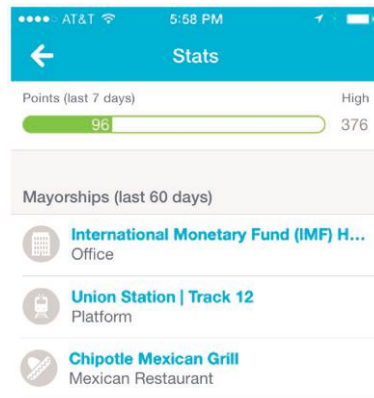 AT&T 5:58 PM
Stats
Points (last 7 days) High
96 376
Mayorships (last 60 days)
International Monetary Fund (IMF) H...
Office
Union Station | Track 12
Platform
Chipotle Mexican Grill
Mexican Restaurant